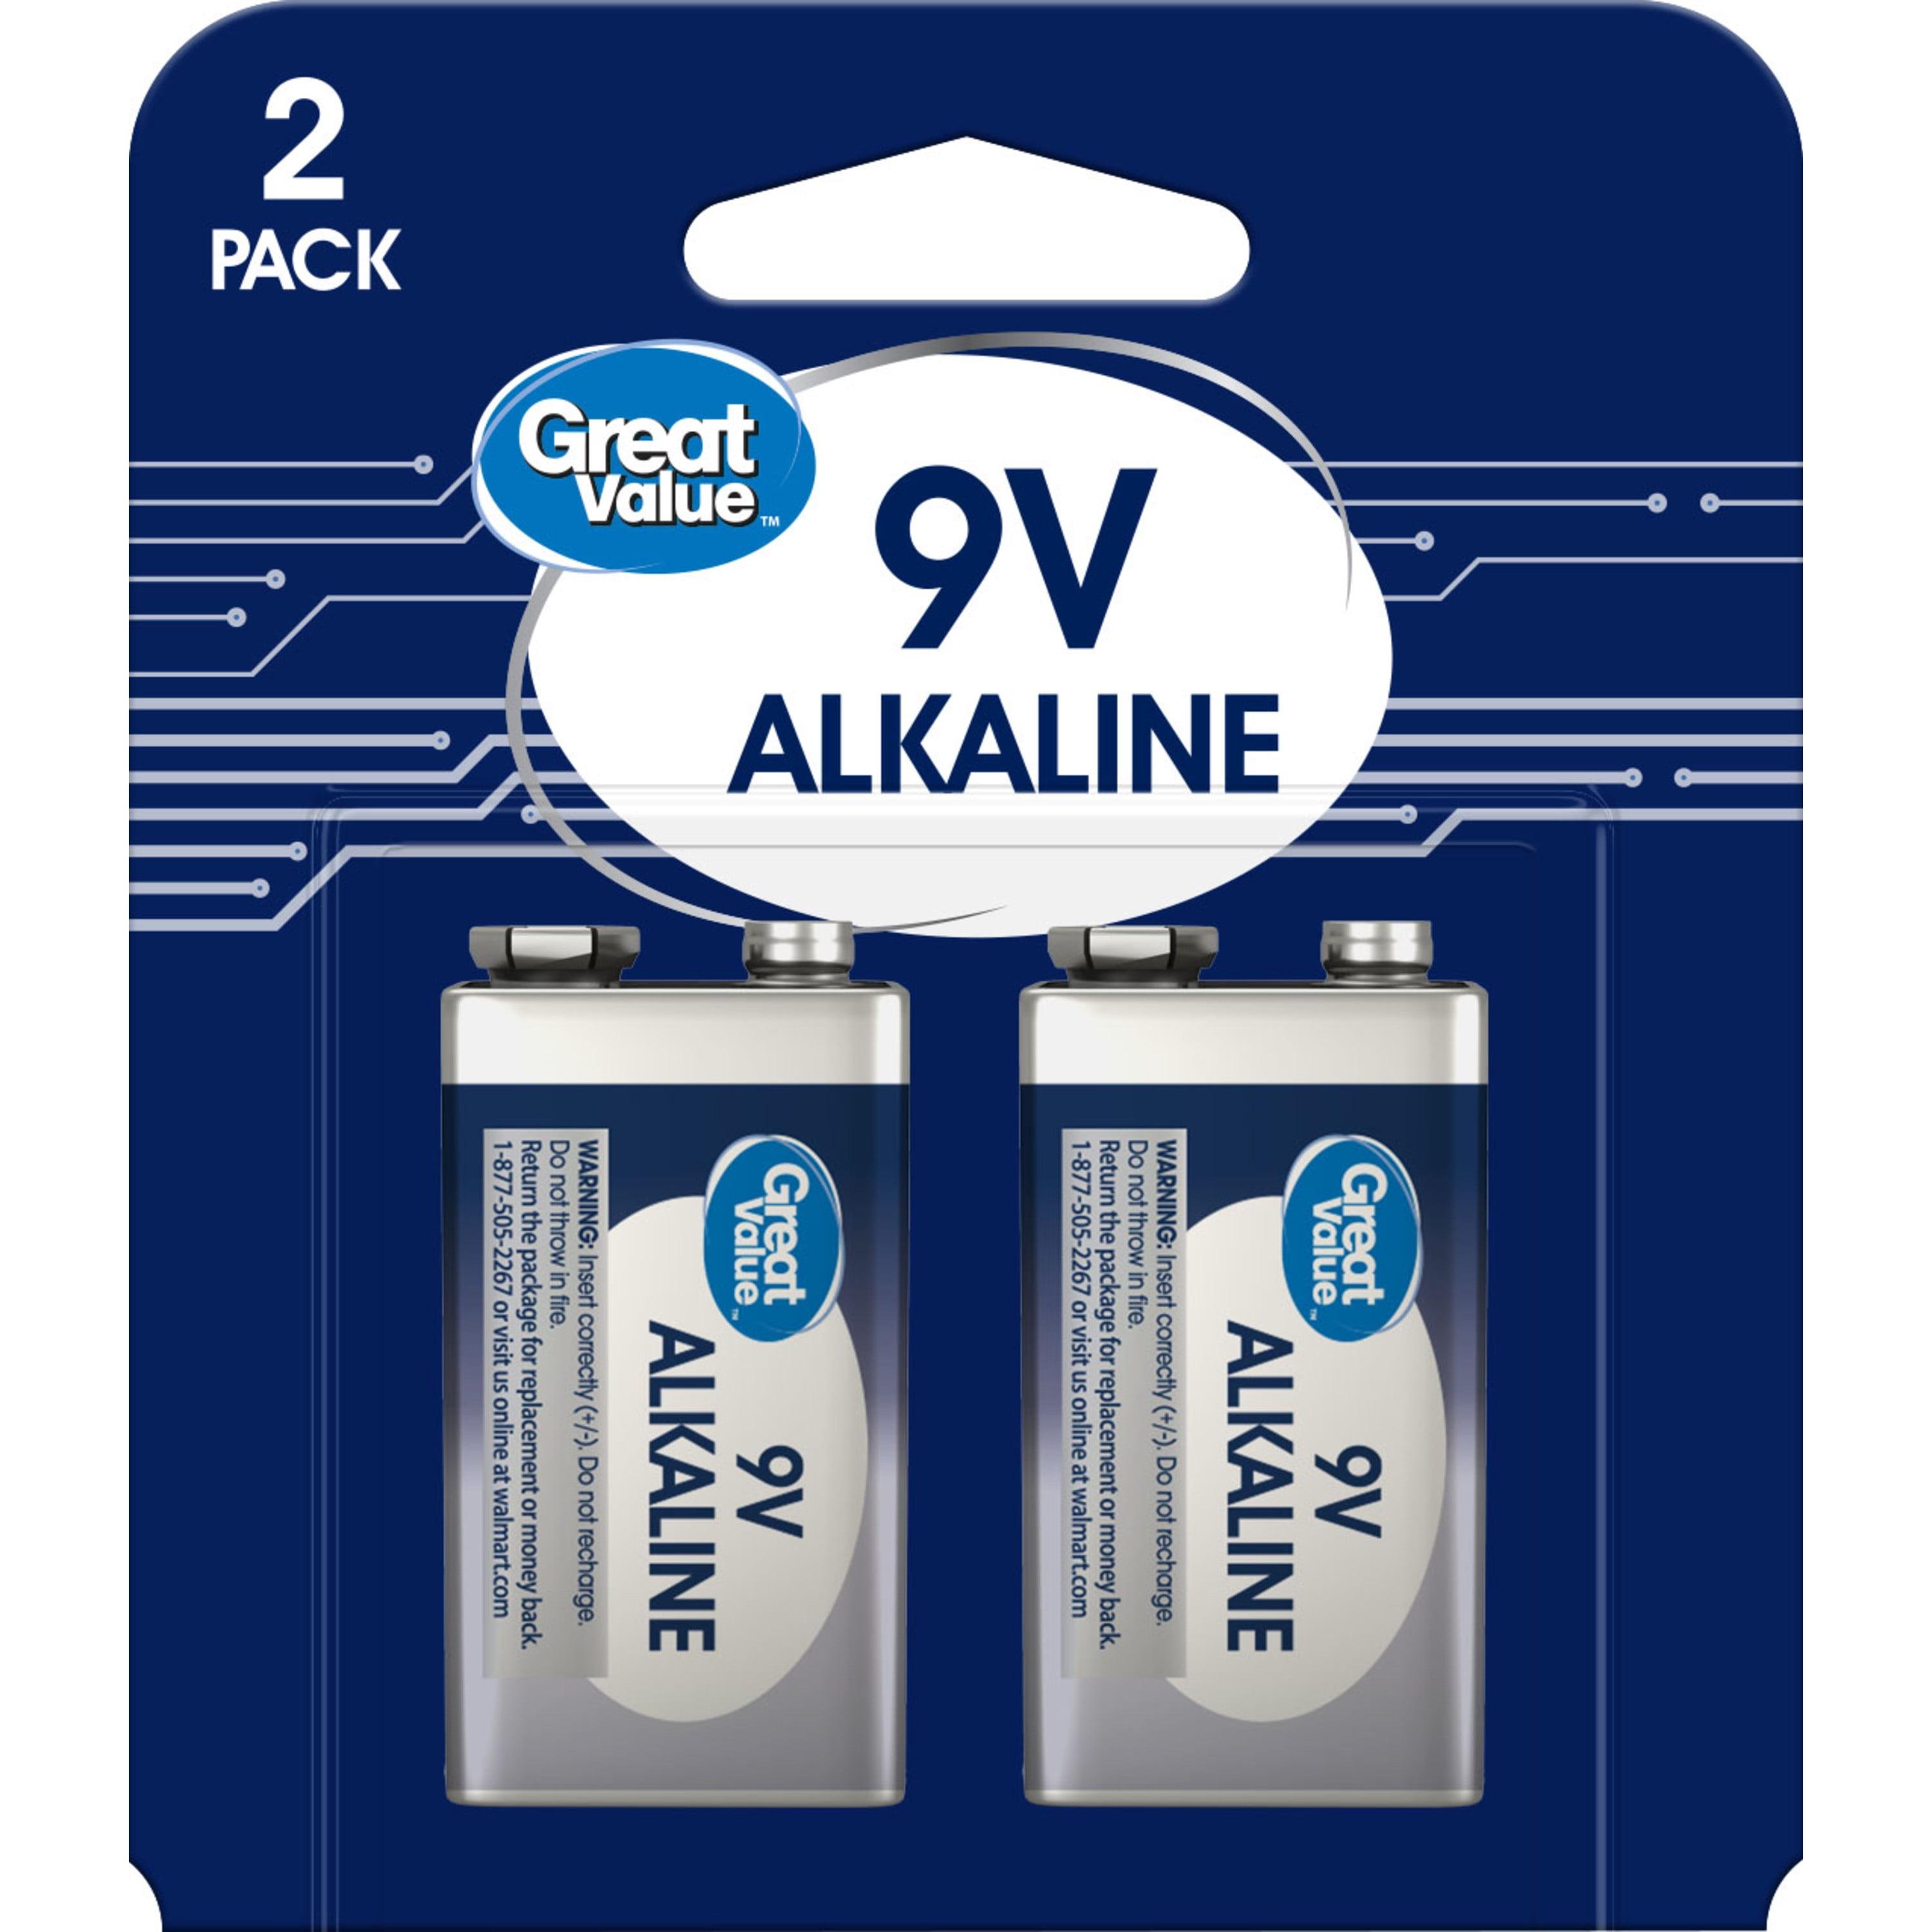 2
PACK
Great
Value™
9V
ALKALINE
Great
Value™
9V
ALKALINE
WARNING: Insert correctly (+/-). Do not recharge.
Do not throw in fire.
Return the package for replacement or money back.
1-877-505-2267 or visit us online at walmart.com
Great
Value™
9V
ALKALINE
WARNING: Insert correctly (+/-). Do not recharge.
Do not throw in fire.
Return the package for replacement or money back.
1-877-505-2267 or visit us online at walmart.com